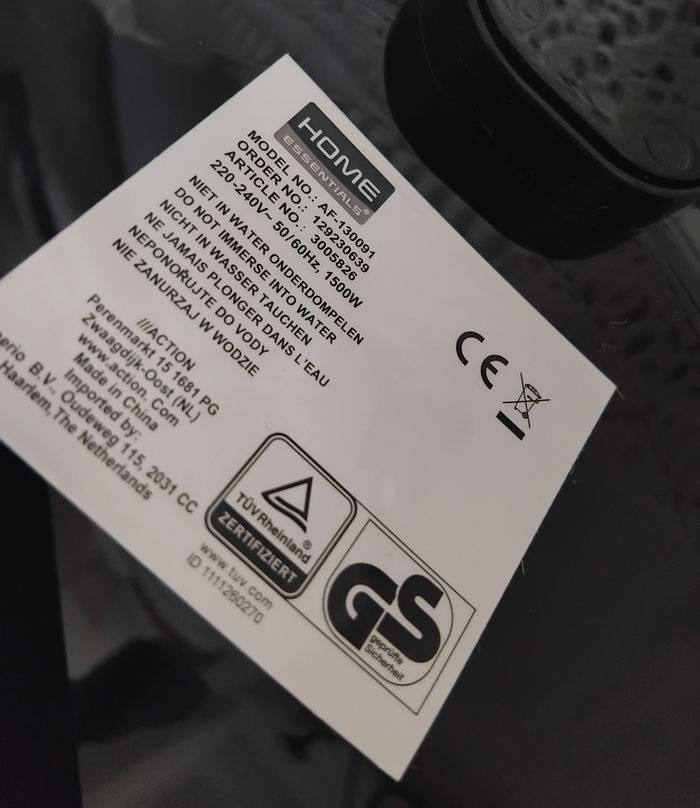 HOME
ESSENTIALS®
MODEL NO.: AF-130091
ORDER NO.: 129230639
ARTICLE NO.: 3005826
220-240V~ 50/60Hz, 1500W
NIET IN WATER ONDERDOMPELEN
DO NOT IMMERSE INTO WATER
NICHT IN WASSER TAUCHEN
NE JAMAIS PLONGER DANS L'EAU
NEPONOŘUJTE DO VODY
NIE ZANURZAJ W WODZIE
///ACTION
Perenmarkt 15 1681 PG
Zwaagdijk-Oost (NL)
www.action. Com
Made in China
Imported by:
B.V., Oudeweg 115, 2031 CC
Haarlem, The Netherlands
CE
TÜVRheinland®
ZERTIFIZIERT
www.tuv.com
ID 1111260270
GS
geprüfte
Sicherheit